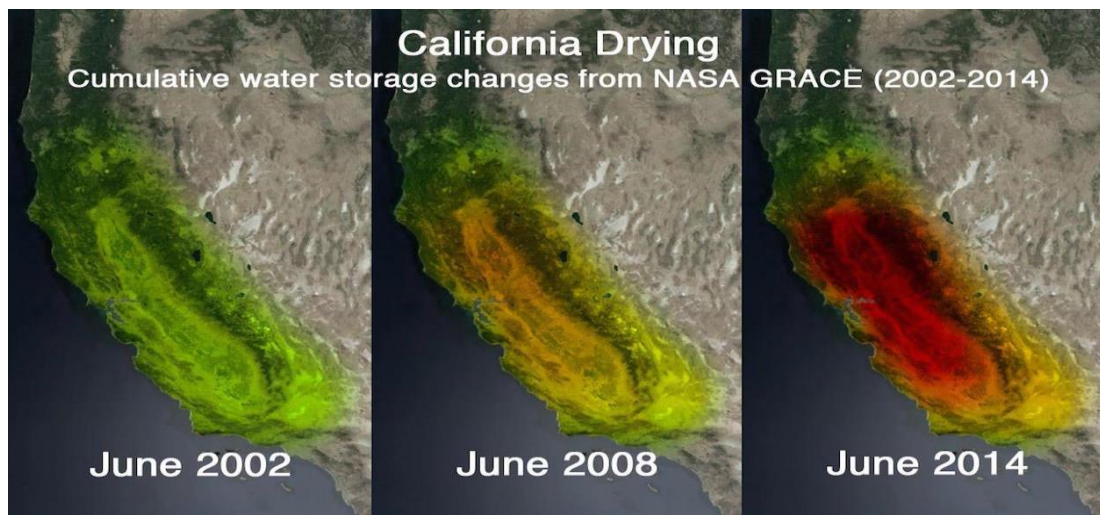 California Drying
Cumulative water storage changes from NASA GRACE (2002-2014)
June 2002
June 2008
June 2014